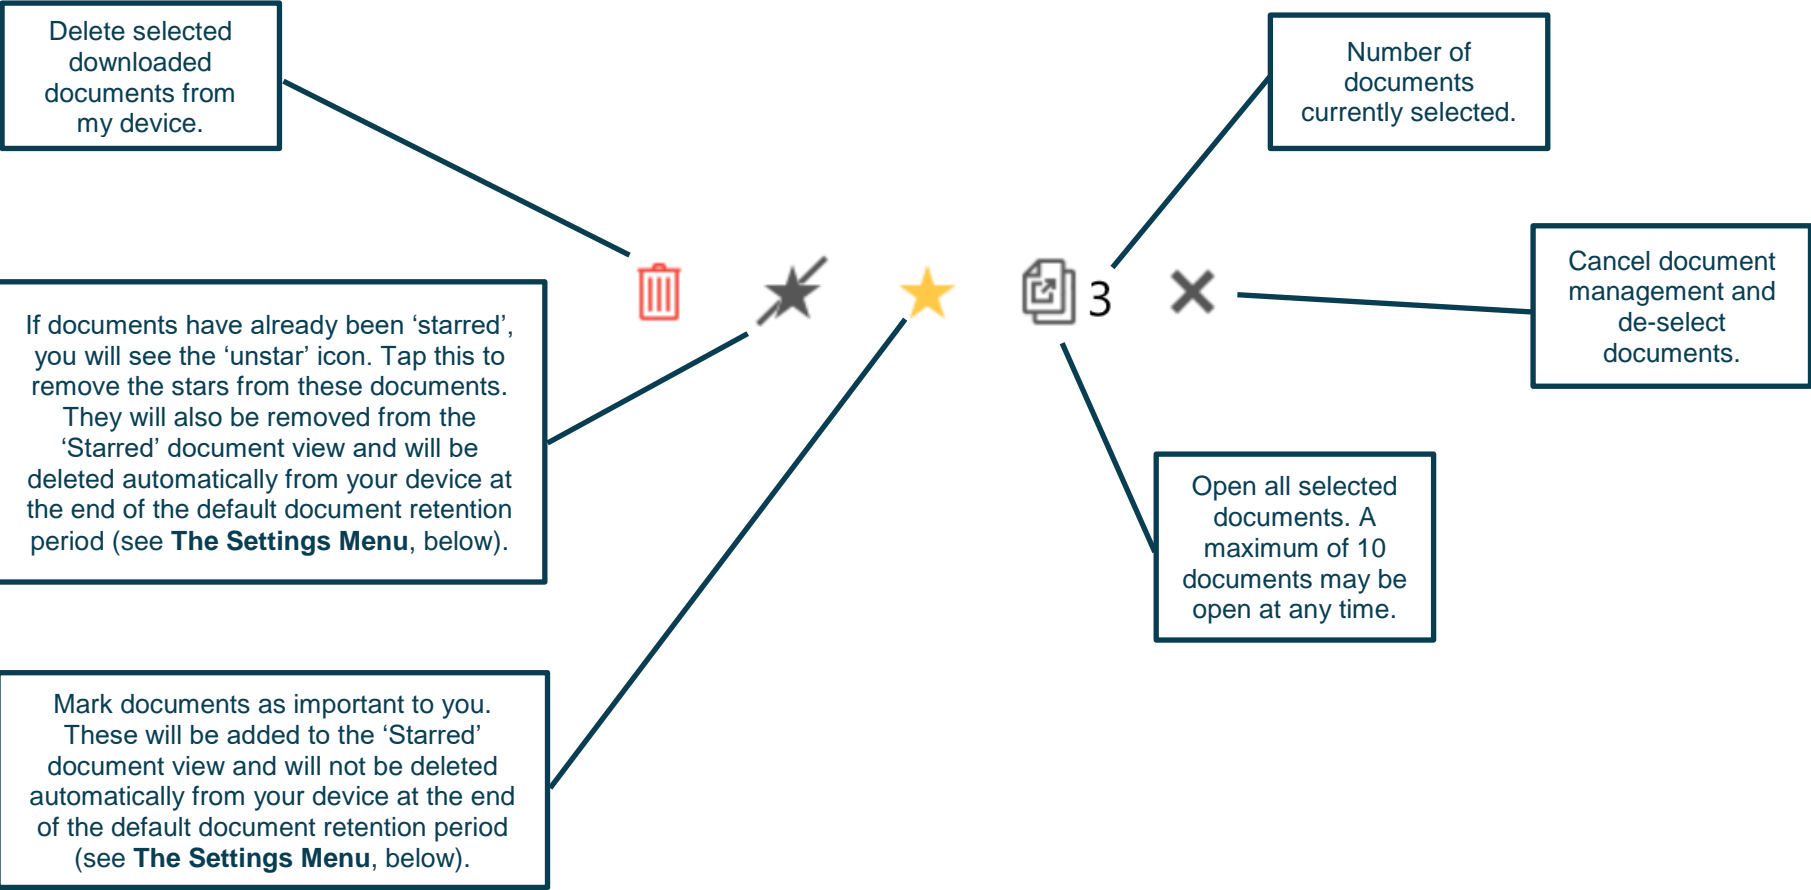 Delete selected
downloaded
documents from
my device.
Number of
documents
currently selected.
3
Cancel document
management and
de-select
documents.
If documents have already been ‘starred’,
you will see the ‘unstar’ icon. Tap this to
remove the stars from these documents.
They will also be removed from the
‘Starred’ document view and will be
deleted automatically from your device at
the end of the default document retention
period (see The Settings Menu, below).
Open all selected
documents. A
maximum of 10
documents may be
open at any time.
Mark documents as important to you.
These will be added to the ‘Starred’
document view and will not be deleted
automatically from your device at the end
of the default document retention period
(see The Settings Menu, below).